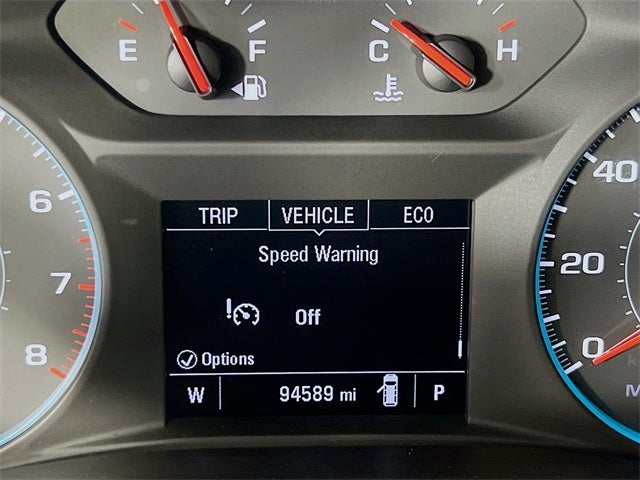 E F C H
TRIP VEHICLE ECO
Speed Warning
! Off
Options
W 94589 mi P
6
7
8
40
20
0